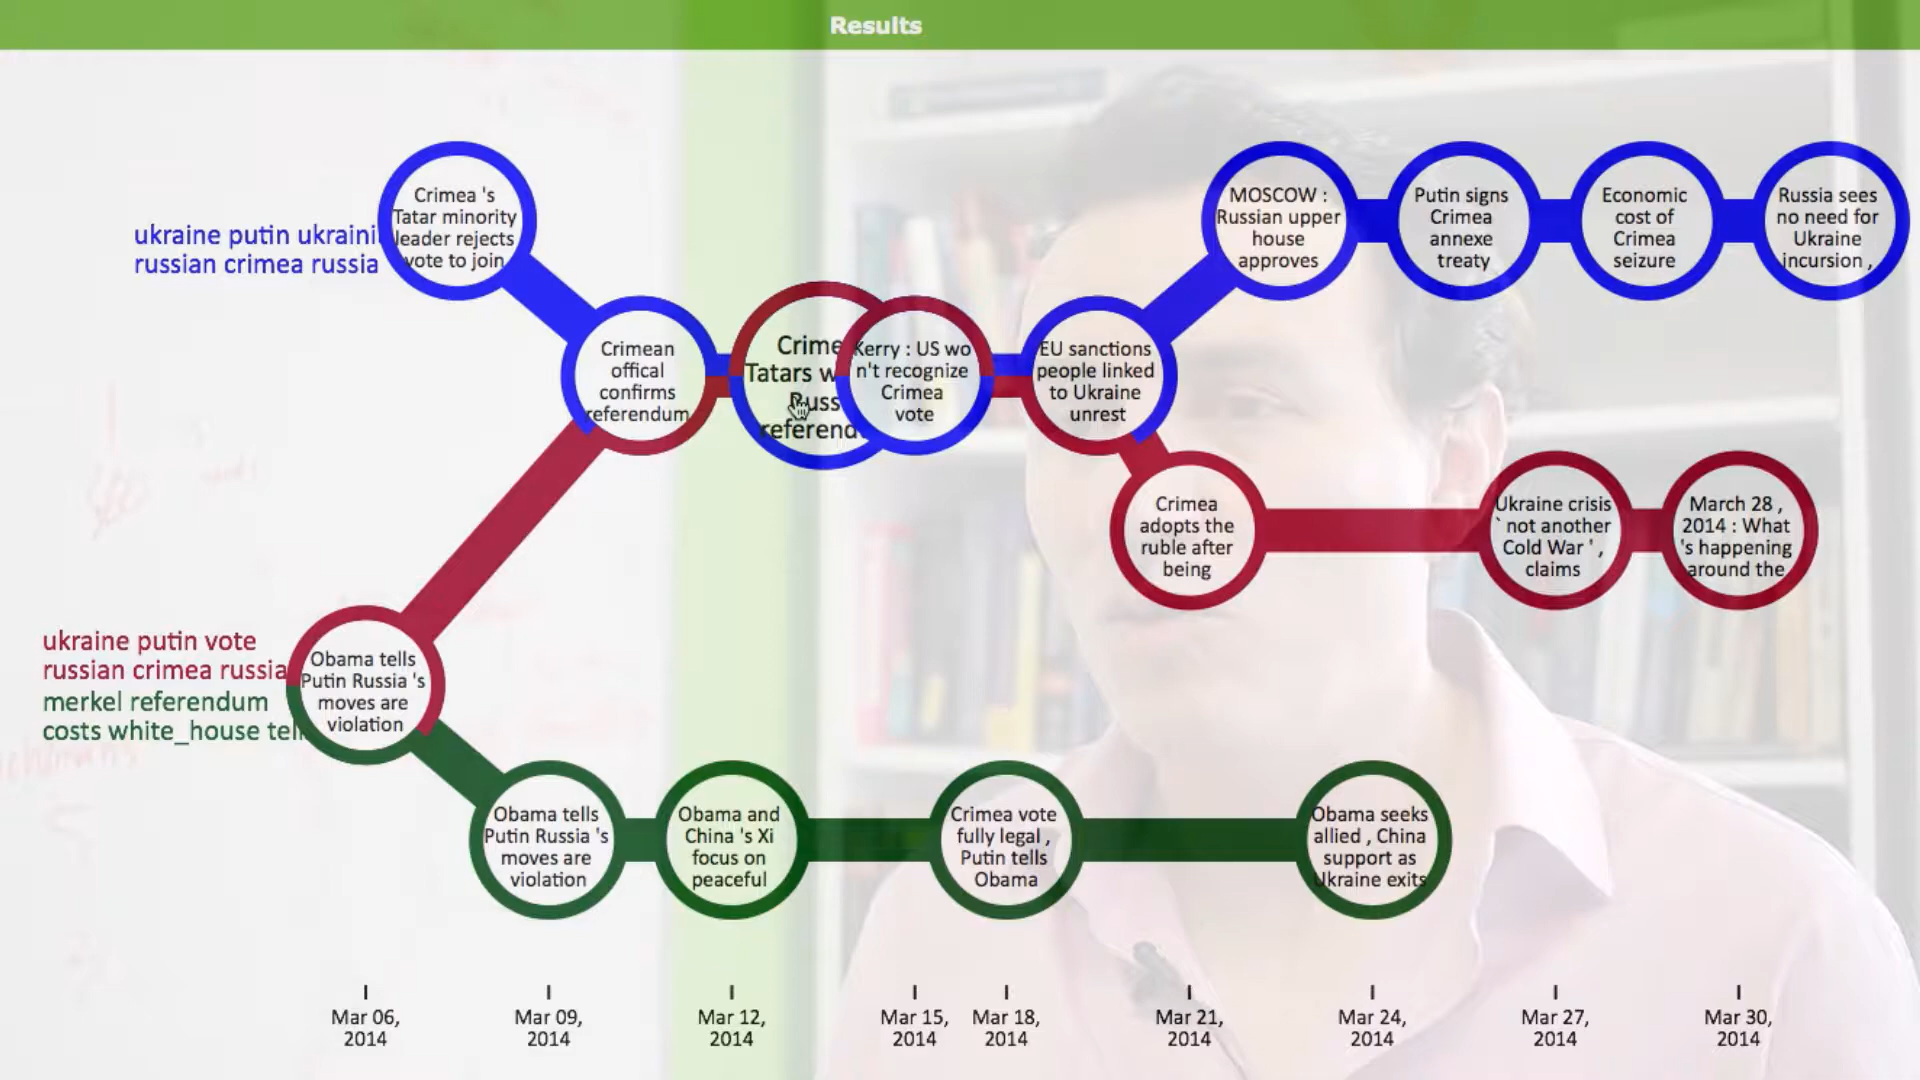 Results
ukraine putin ukraini
russian crimea russia
Crimea 's
Tatar minority
leader rejects
vote to join
MOSCOW :
Russian upper
house
approves
Putin signs
Crimea
annexe
treaty
Economic
cost of
Crimea
seizure
Russia sees
no need for
Ukraine
incursion ,
Crimean
offical
confirms
referendum
Crime
Tatars w
Russ
referend
Kerry : US wo
n't recognize
Crimea
vote
EU sanctions
people linked
to Ukraine
unrest
Crimea
adopts the
ruble after
being
Ukraine crisis
` not another
Cold War ' ,
claims
March 28 ,
2014 : What
's happening
around the
ukraine putin vote
russian crimea russia
merkel referendum
costs white_house tell
Obama tells
Putin Russia 's
moves are
violation
Obama tells
Putin Russia 's
moves are
violation
Obama and
China 's Xi
focus on
peaceful
Crimea vote
fully legal ,
Putin tells
Obama
Obama seeks
allied , China
support as
Ukraine exits
Mar 06,
2014
Mar 09,
2014
Mar 12,
2014
Mar 15,
2014
Mar 18,
2014
Mar 21,
2014
Mar 24,
2014
Mar 27,
2014
Mar 30,
2014